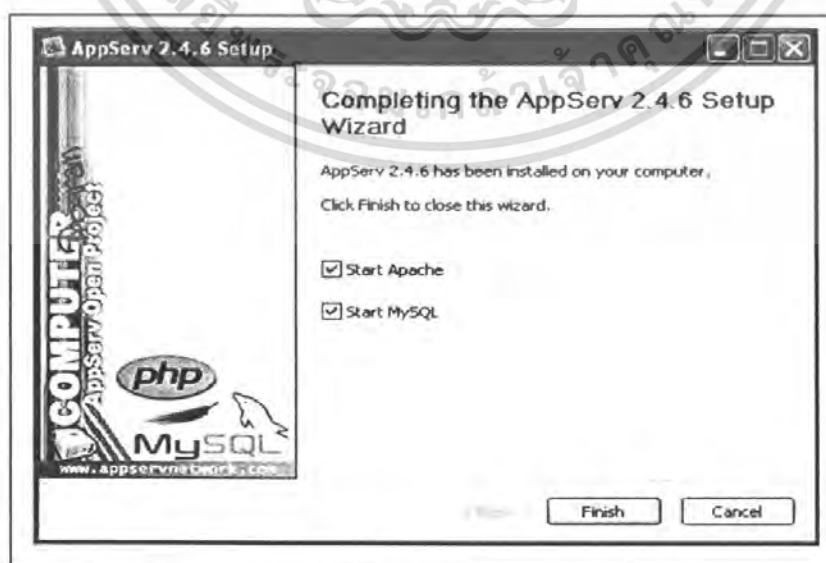 AppServ 2.4.6 Setup
Completing the AppServ 2.4.6 Setup
Wizard
AppServ 2.4.6 has been installed on your computer.
Click Finish to close this wizard.
Start Apache
Start MySQL
COMPUTER
AppServ Open Project
php
MySQL
www.appservnetwork.com
Finish
Cancel